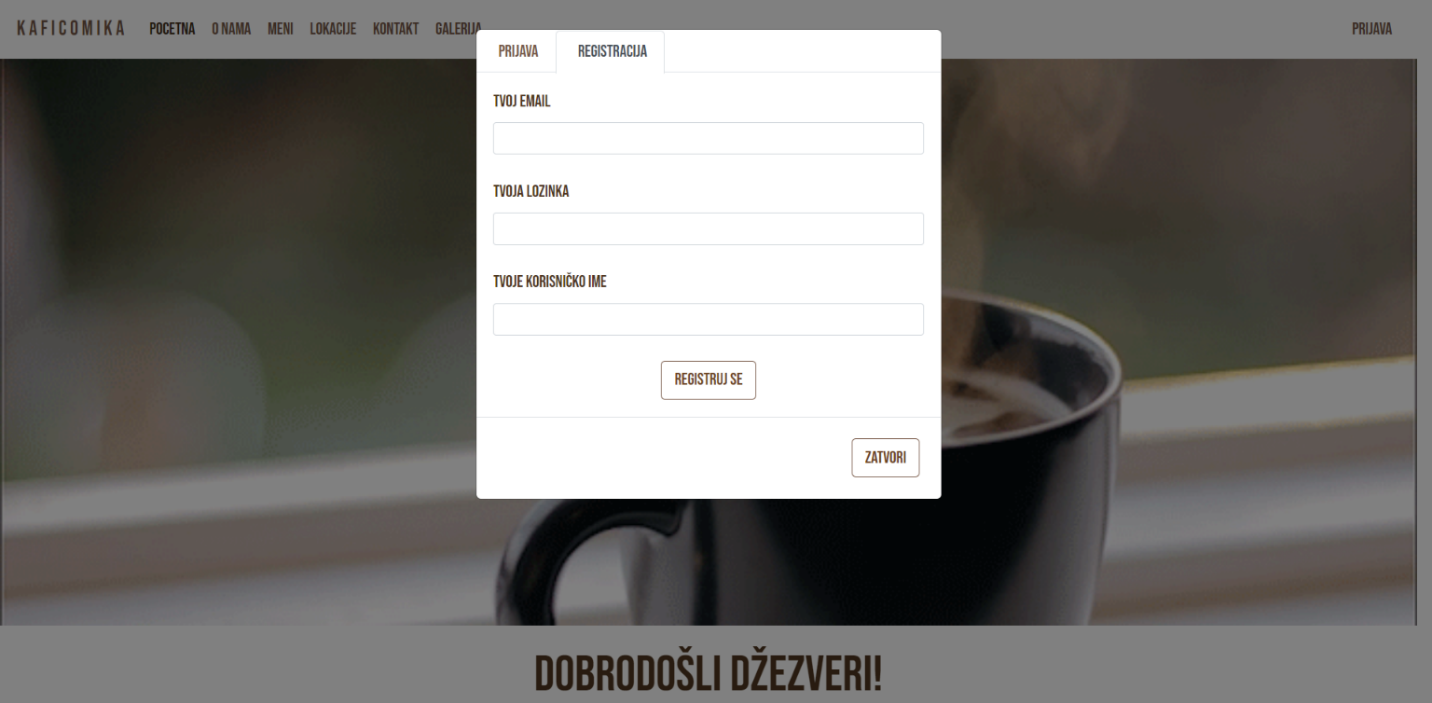 KAFICOMIKA POCETNA O NAMA MENI LOKACIJE KONTAKT GALERIJA PRIJAVA
PRIJAVA REGISTRACIJA
TVOJ EMAIL
TVOJA LOZINKA
TVOJE KORISNIČKO IME
REGISTRUJ SE
ZATVORI
DOBRODOŠLI DŽEZVERI!